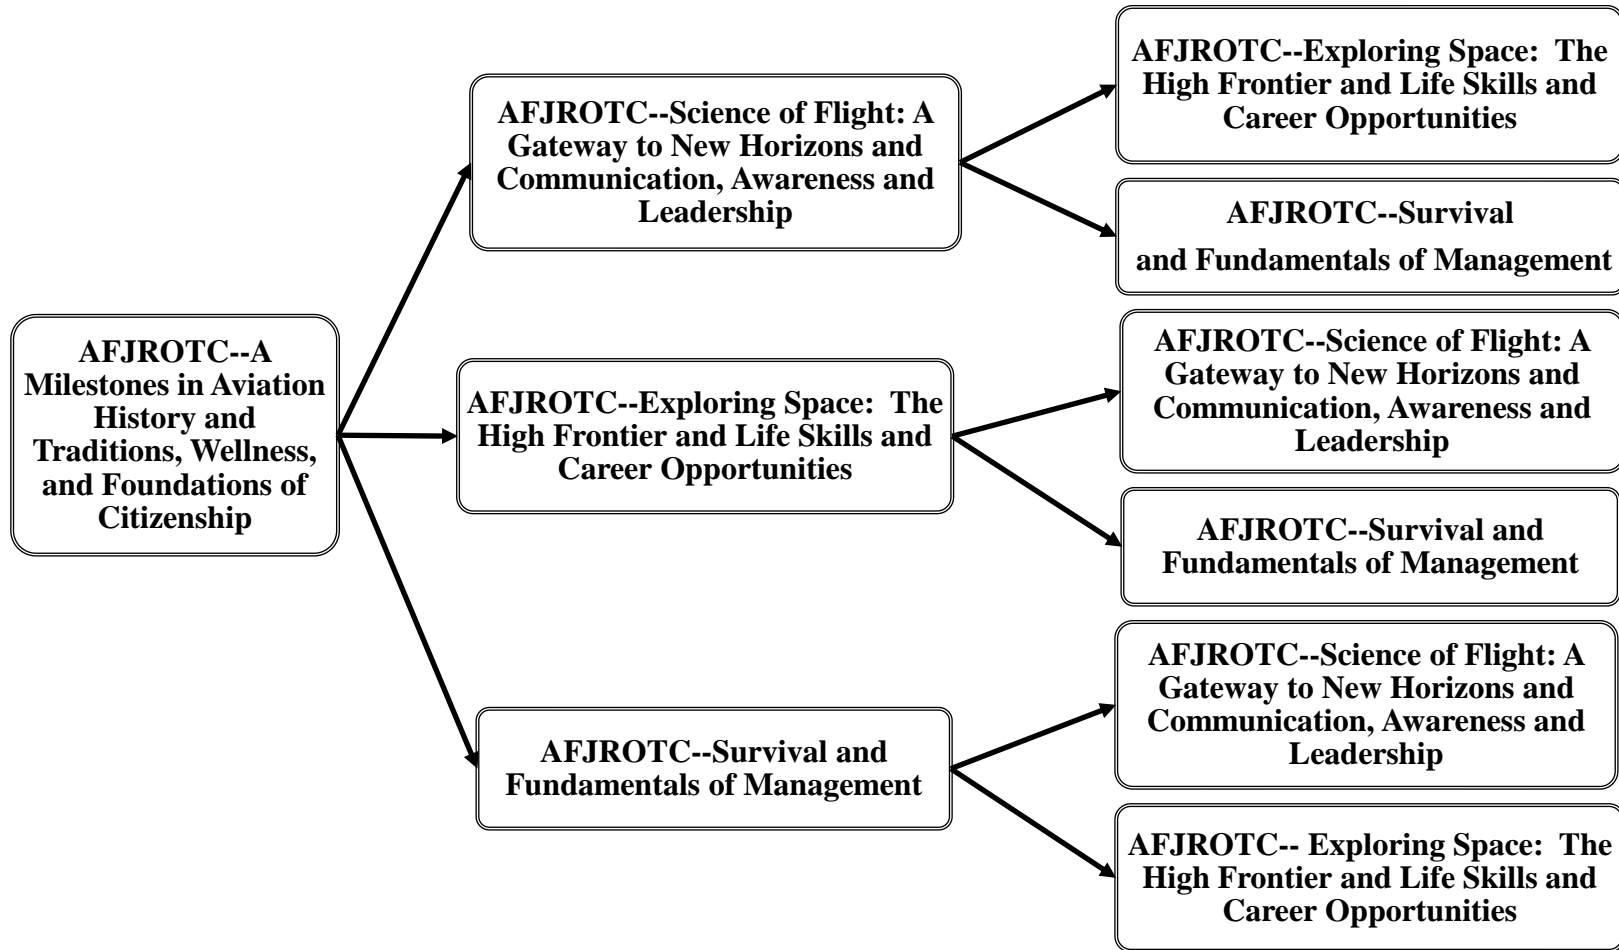 AFJROTC--A
Milestones in Aviation
History and
Traditions, Wellness,
and Foundations of
Citizenship
AFJROTC--Science of Flight: A
Gateway to New Horizons and
Communication, Awareness and
Leadership
AFJROTC--Exploring Space:  The
High Frontier and Life Skills and
Career Opportunities
AFJROTC--Survival and
Fundamentals of Management
AFJROTC--Exploring Space:  The
High Frontier and Life Skills and
Career Opportunities
AFJROTC--Survival
and Fundamentals of Management
AFJROTC--Science of Flight: A
Gateway to New Horizons and
Communication, Awareness and
Leadership
AFJROTC--Survival and
Fundamentals of Management
AFJROTC--Science of Flight: A
Gateway to New Horizons and
Communication, Awareness and
Leadership
AFJROTC-- Exploring Space:  The
High Frontier and Life Skills and
Career Opportunities